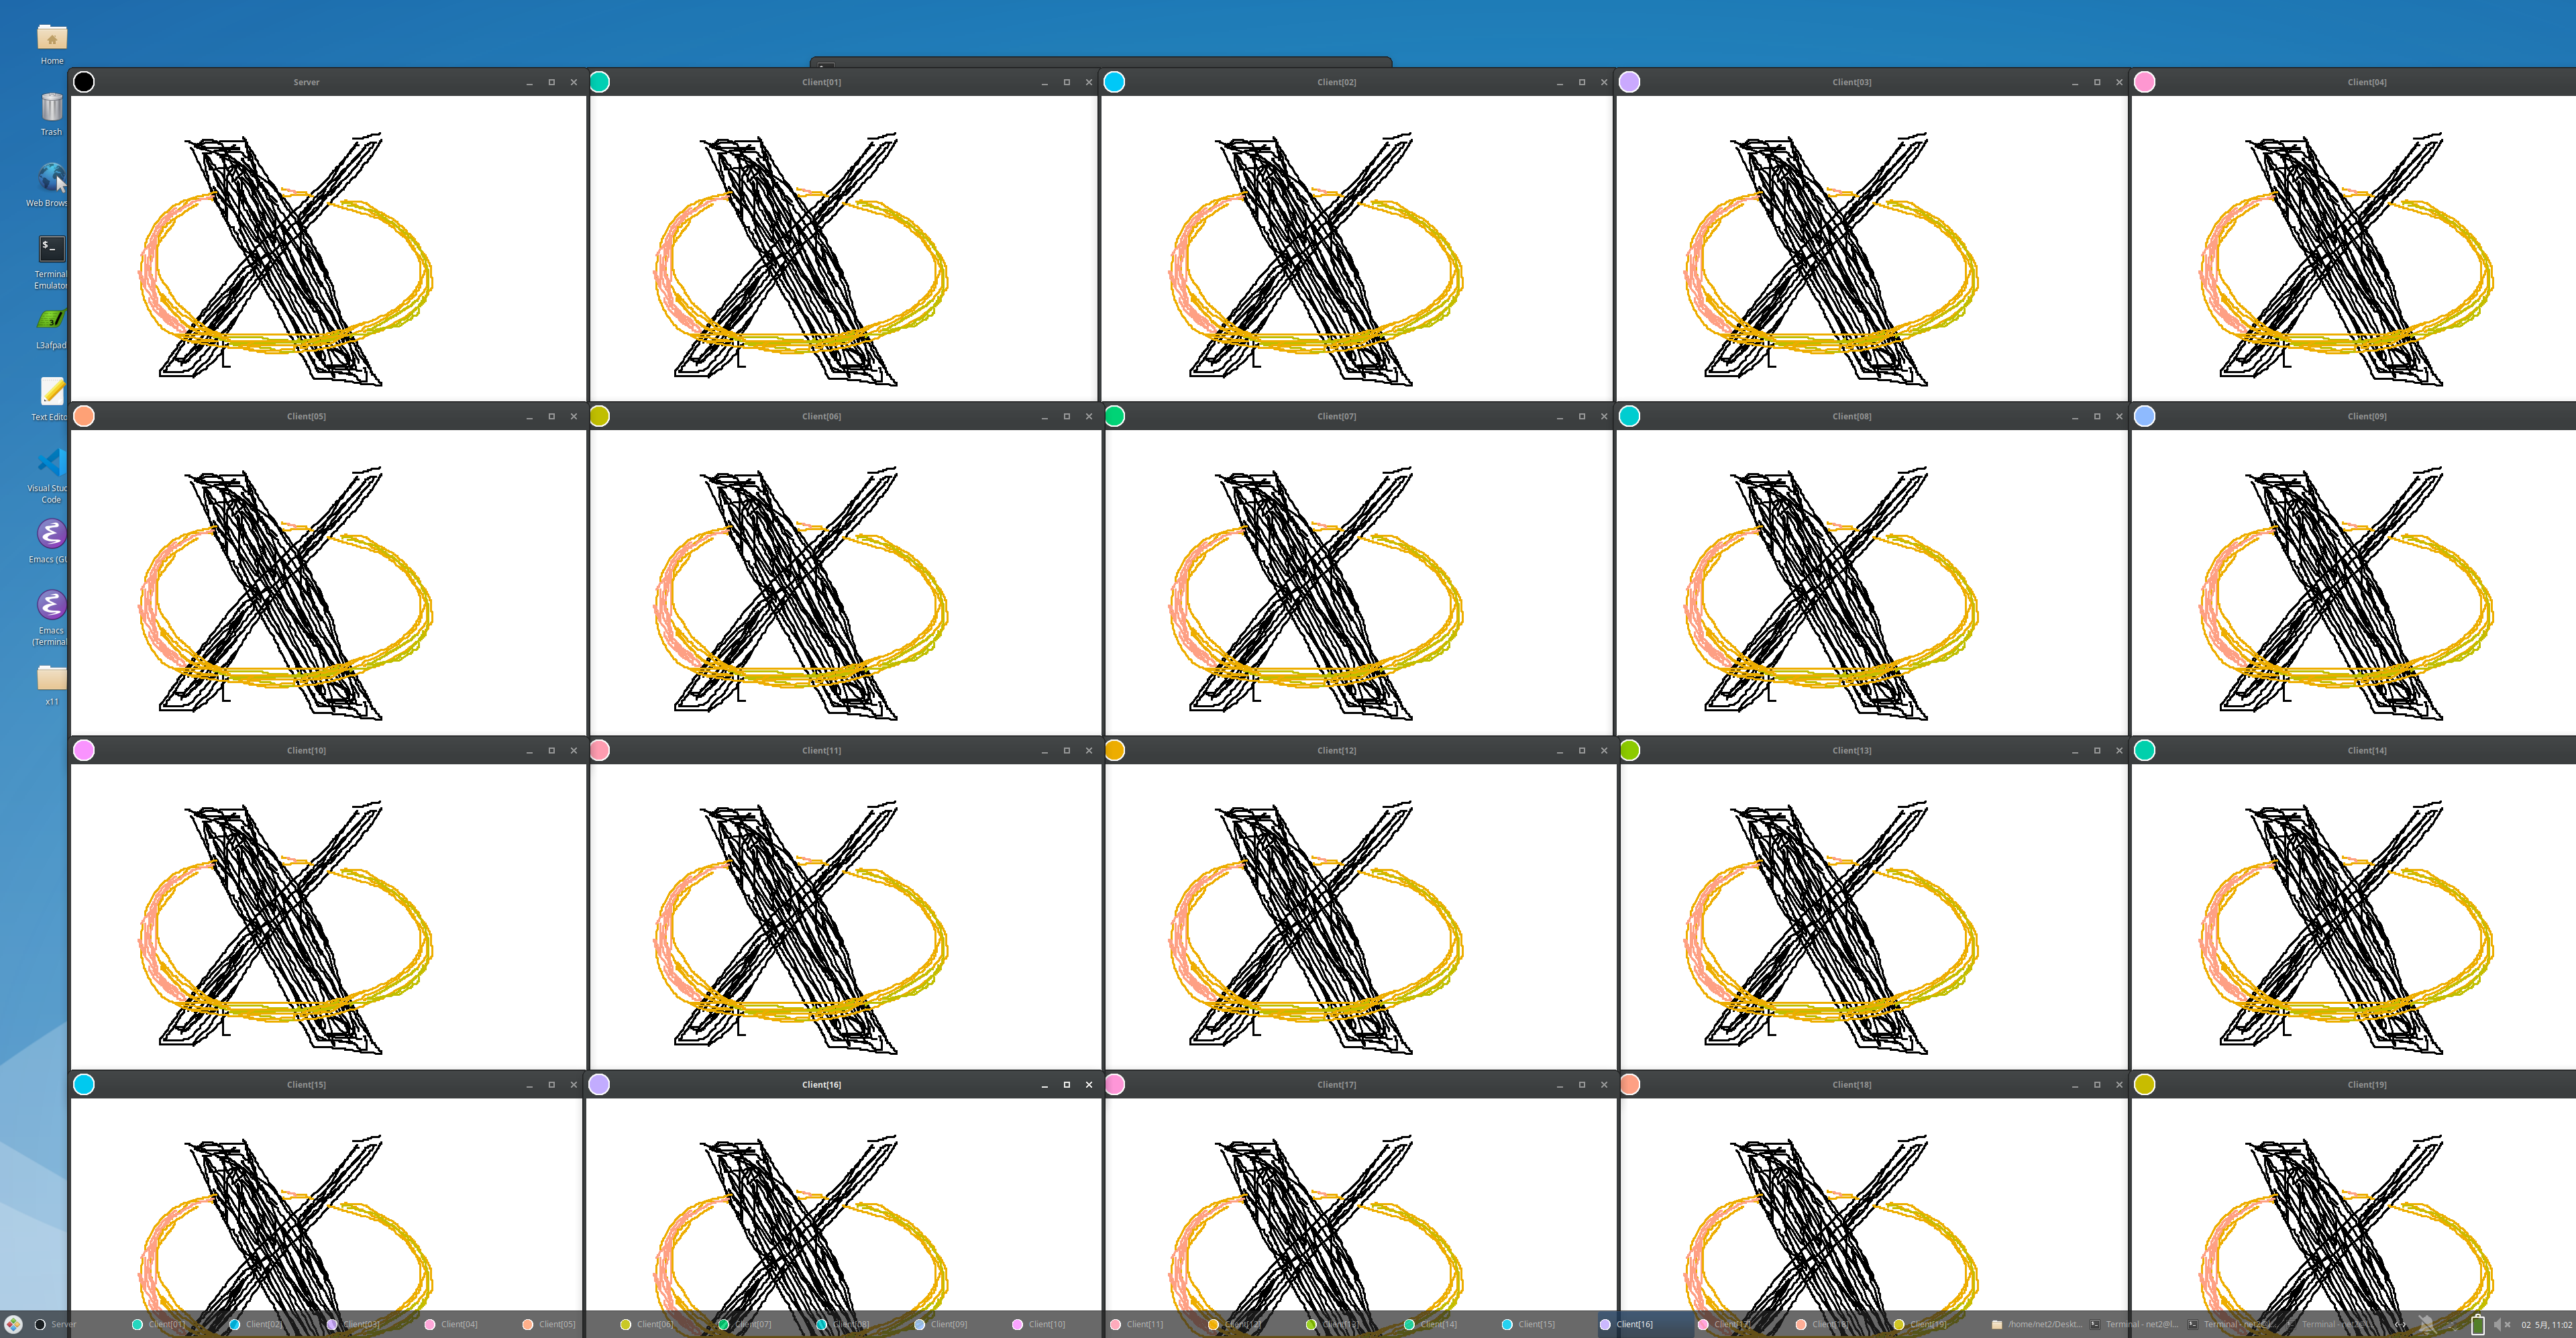 Home
Trash
Web Brows
Terminal
Emulator
L3afpad
Text Edito
Visual Stud
Code
Emacs (GU
Emacs
(Terminal
x11
Server
Client[01]
Client[02]
Client[03]
Client[04]
Client[05]
Client[06]
Client[07]
Client[08]
Client[09]
Client[10]
Client[11]
Client[12]
Client[13]
Client[14]
Client[15]
Client[16]
Client[17]
Client[18]
Client[19]
Server Client[01] Client[02] Client[03] Client[04] Client[05] Client[06] Client[07] Client[08] Client[09] Client[10] Client[11] Client[12] Client[13] Client[14] Client[15] Client[16] Client[17] Client[18] Client[19] /home/net2/Deskt... Terminal - net2@l... Terminal - net2@l... Terminal - net2@l... 02 5月, 11:02